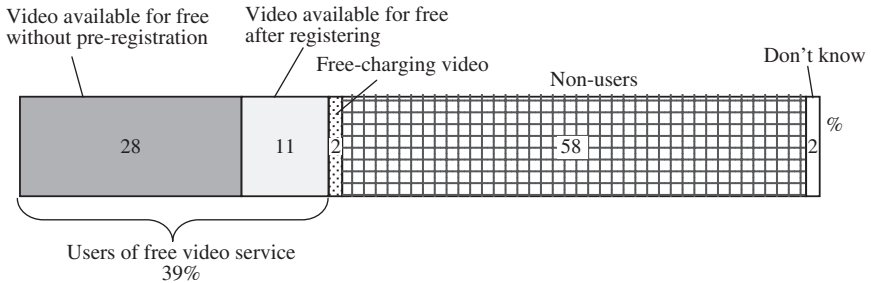 Video available for free
without pre-registration
Video available for free
after registering
Free-charging video
Non-users
Don't know
28
11
2
58
2
%
Users of free video service
39%